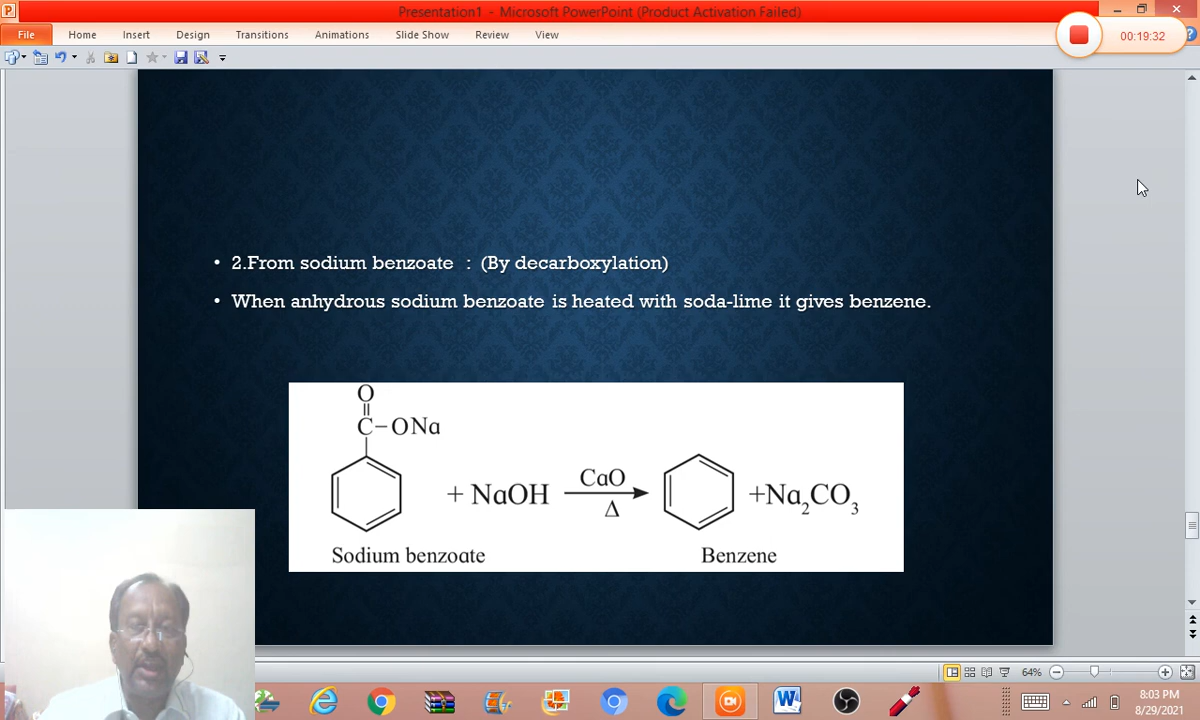 Presentation1 - Microsoft PowerPoint (Product Activation Failed)
File Home Insert Design Transitions Animations Slide Show Review View
00:19:32
• 2.From sodium benzoate : (By decarboxylation)
• When anhydrous sodium benzoate is heated with soda-lime it gives benzene.
O
C-ONa
+ NaOH CaO +Na₂CO₃
Δ
Sodium benzoate Benzene
64%
8:03 PM
8/29/2021